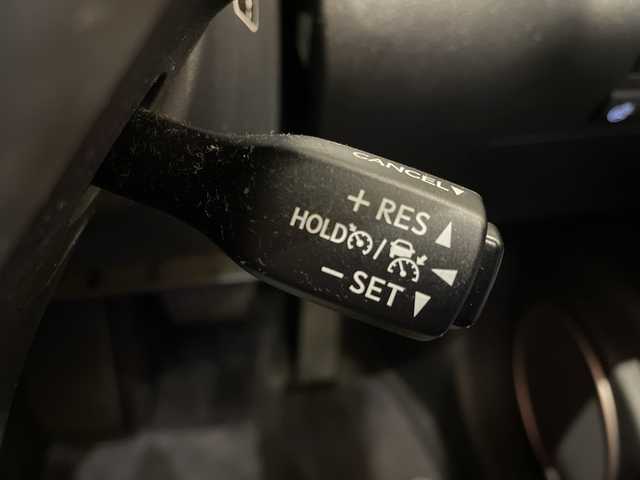 CANCEL
+ RES
HOLD /
- SET